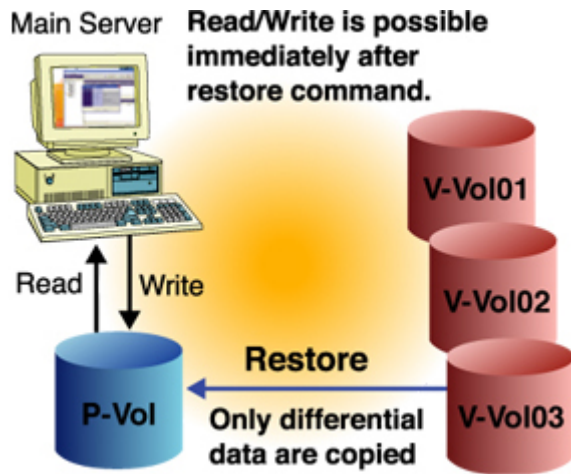 Main Server
Read/Write is possible
immediately after
restore command.
V-Vol01
V-Vol02
Read
Write
Restore
P-Vol
V-Vol03
Only differential
data are copied